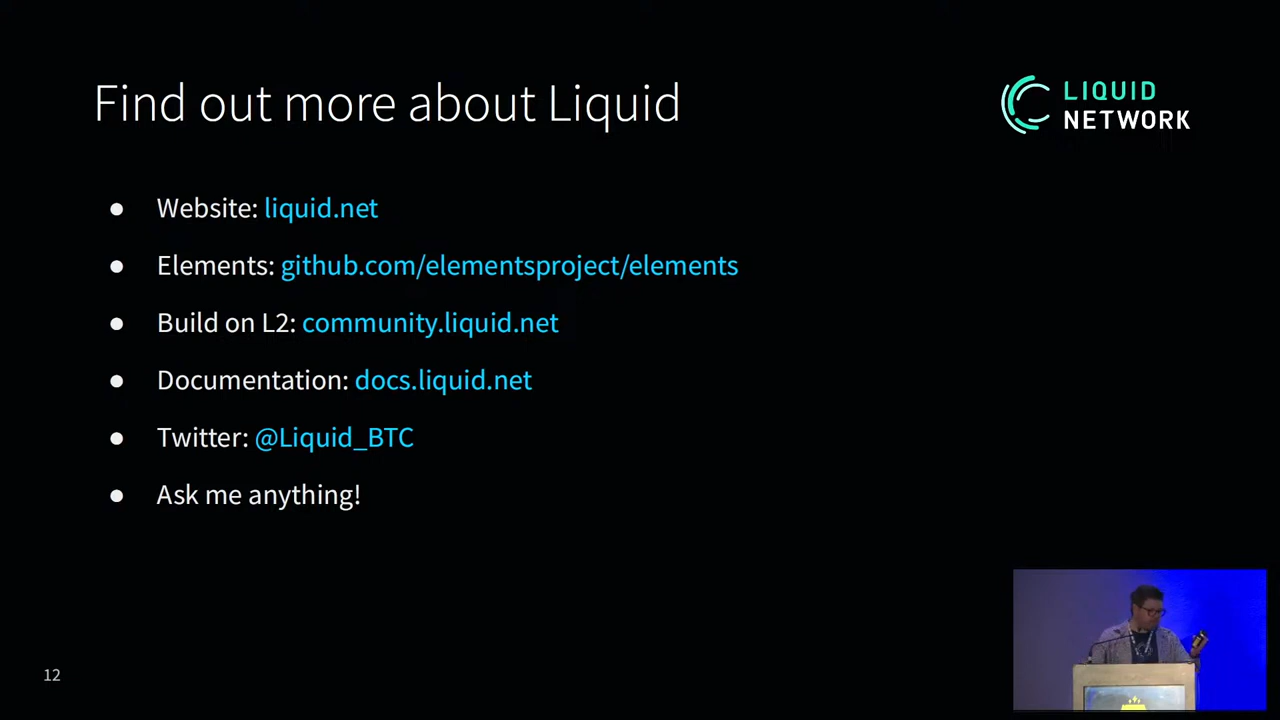 Find out more about Liquid
LIQUID
NETWORK
● Website: liquid.net
● Elements: github.com/elementsproject/elements
● Build on L2: community.liquid.net
● Documentation: docs.liquid.net
● Twitter: @Liquid_BTC
● Ask me anything!
12